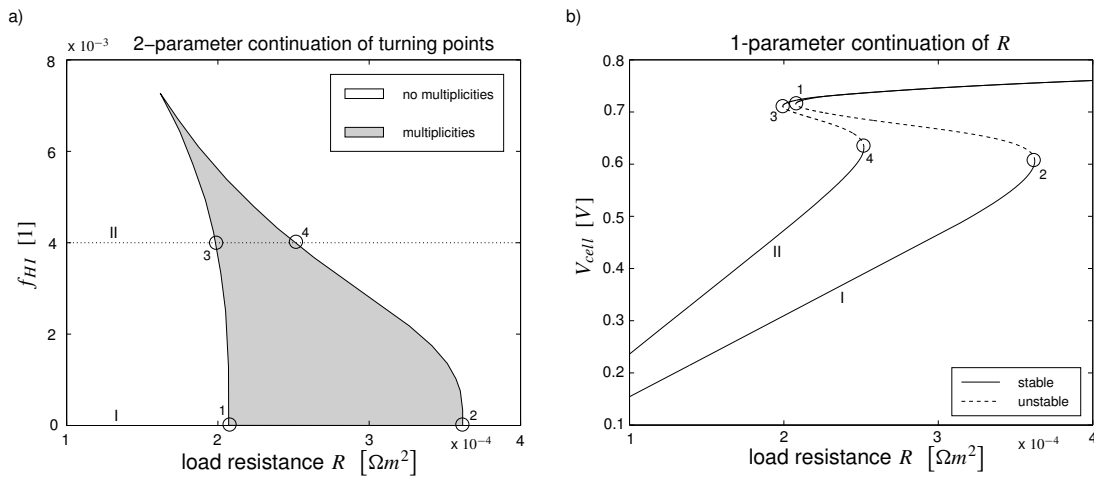 a)
2−parameter continuation of turning points
x 10⁻³
8
6
4
2
0
f_HI [1]
no multiplicities
multiplicities
II
I
3
4
1
2
1
2
3
4
x 10⁻⁴
load resistance R [Ωm²]
b)
1-parameter continuation of R
0.8
0.7
0.6
0.5
0.4
0.3
0.2
0.1
V_cell [V]
1
3
4
2
II
I
stable
unstable
1
2
3
4
x 10⁻⁴
load resistance R [Ωm²]